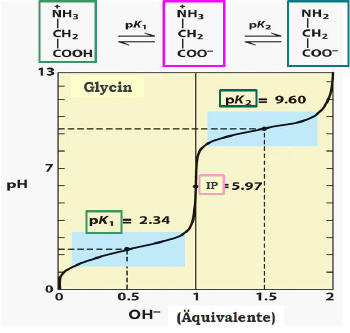 ⁺NH₃ ⁺NH₃ NH₂
pK₁ pK₂
CH₂ CH₂ CH₂
COOH COO⁻ COO⁻
13
Glycin
pK₂ = 9.60
7
pH
IP =5.97
pK₁ = 2.34
0
0 0.5 1 1.5 2
OH⁻ (Äquivalente)